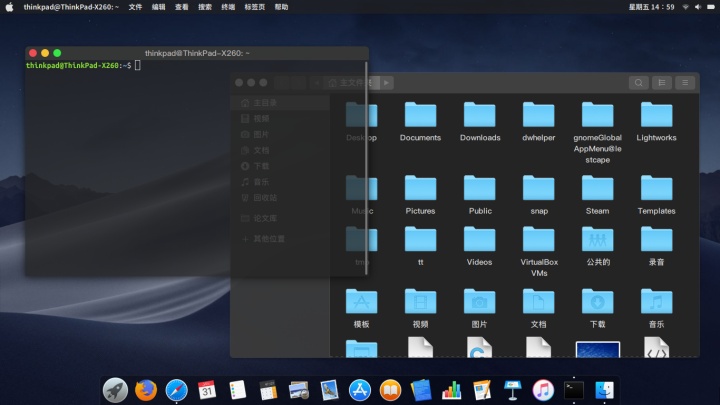 thinkpad@ThinkPad-X260: ~ 文件 编辑 查看 搜索 终端 标签页 帮助 星期五 14：59
thinkpad@ThinkPad-X260: ~
thinkpad@ThinkPad-X260:~$
主文件
主目录
视频
图片
文档
下载
音乐
回收站
论文库
+ 其他位置
Desktop Documents Downloads dwhelper gnomeGlobal Lightworks
AppMenu@le
stcape
Music Pictures Public snap Steam Templates
tmp tt Videos VirtualBox 公共的 录音
VMs
模板 视频 图片 文档 下载 音乐
31